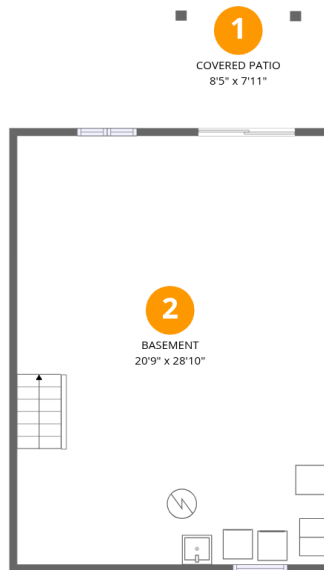 1
COVERED PATIO
8'5" x 7'11"
2
BASEMENT
20'9" x 28'10"